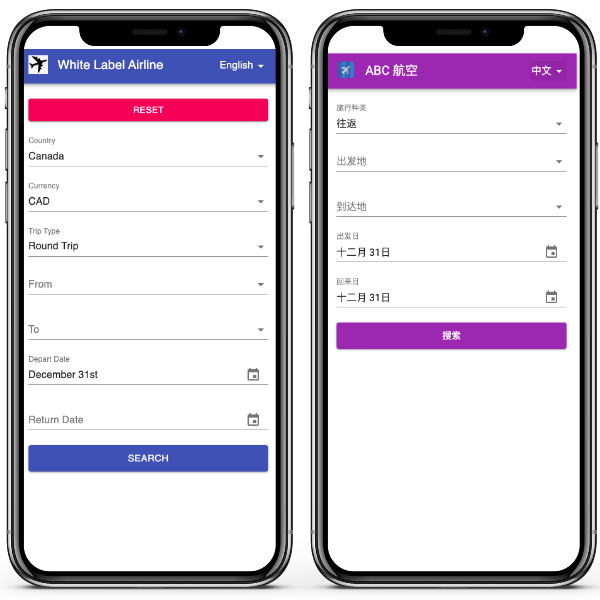 White Label Airline
English
RESET
Country
Canada
Currency
CAD
Trip Type
Round Trip
From
To
Depart Date
December 31st
Return Date
SEARCH
ABC 航空
中文
旅行种类
往返
出发地
到达地
出发日
十二月 31日
回来日
十二月 31日
搜索